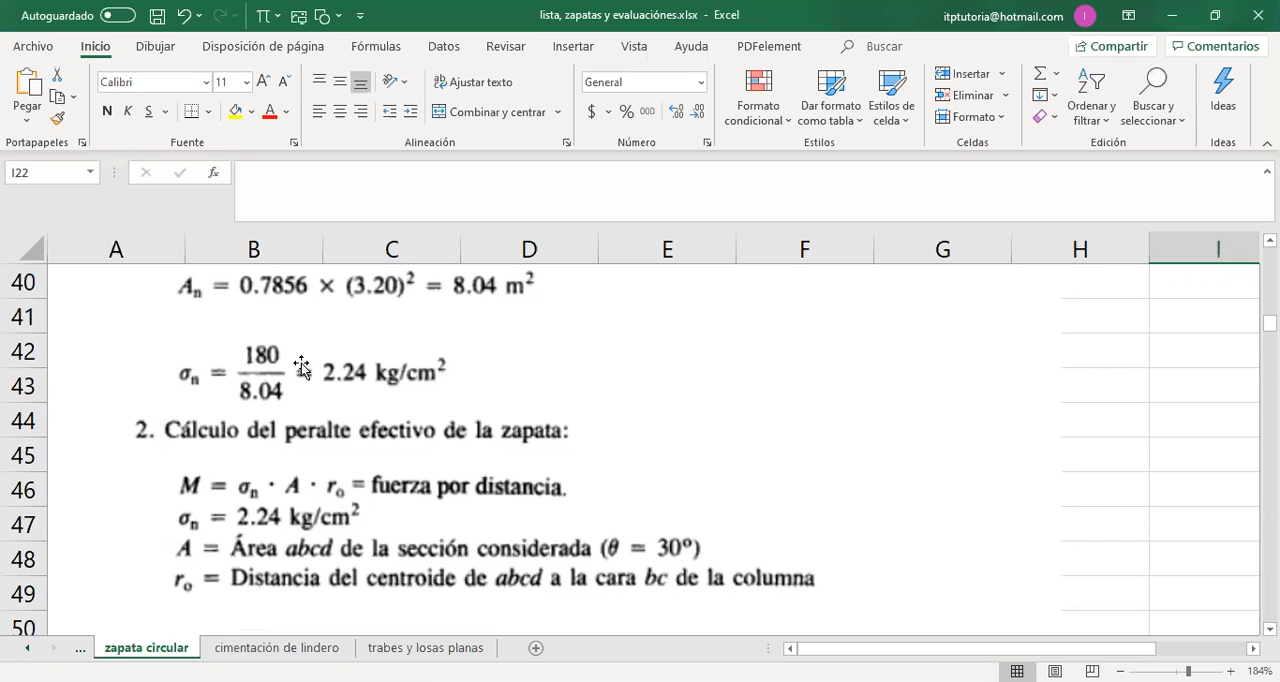 Autoguardado
lista, zapatas y evaluaciónes.xlsx - Excel
itptutoria@hotmail.com
I
Archivo Inicio Dibujar Disposición de página Fórmulas Datos Revisar Insertar Vista Ayuda PDFelement Buscar Compartir Comentarios
Pegar
Calibri 11
N K S
Ajustar texto
Combinar y centrar
General
$ % 000
Formato condicional
Dar formato como tabla
Estilos de celda
Insertar
Eliminar
Formato
Ordenar y filtrar
Buscar y seleccionar
Ideas
Portapapeles Fuente Alineación Número Estilos Celdas Edición Ideas
I22 fx
A B C D E F G H I
40 Aₙ = 0.7856 × (3.20)² = 8.04 m²
41
42
43
σₙ = 180 / 8.04 = 2.24 kg/cm²
44 2. Cálculo del peralte efectivo de la zapata:
45
46 M = σₙ · A · r₀ = fuerza por distancia.
47 σₙ = 2.24 kg/cm²
48 A = Área abcd de la sección considerada (θ = 30º)
49 r₀ = Distancia del centroide de abcd a la cara bc de la columna
50
... zapata circular cimentación de lindero trabes y losas planas
184%